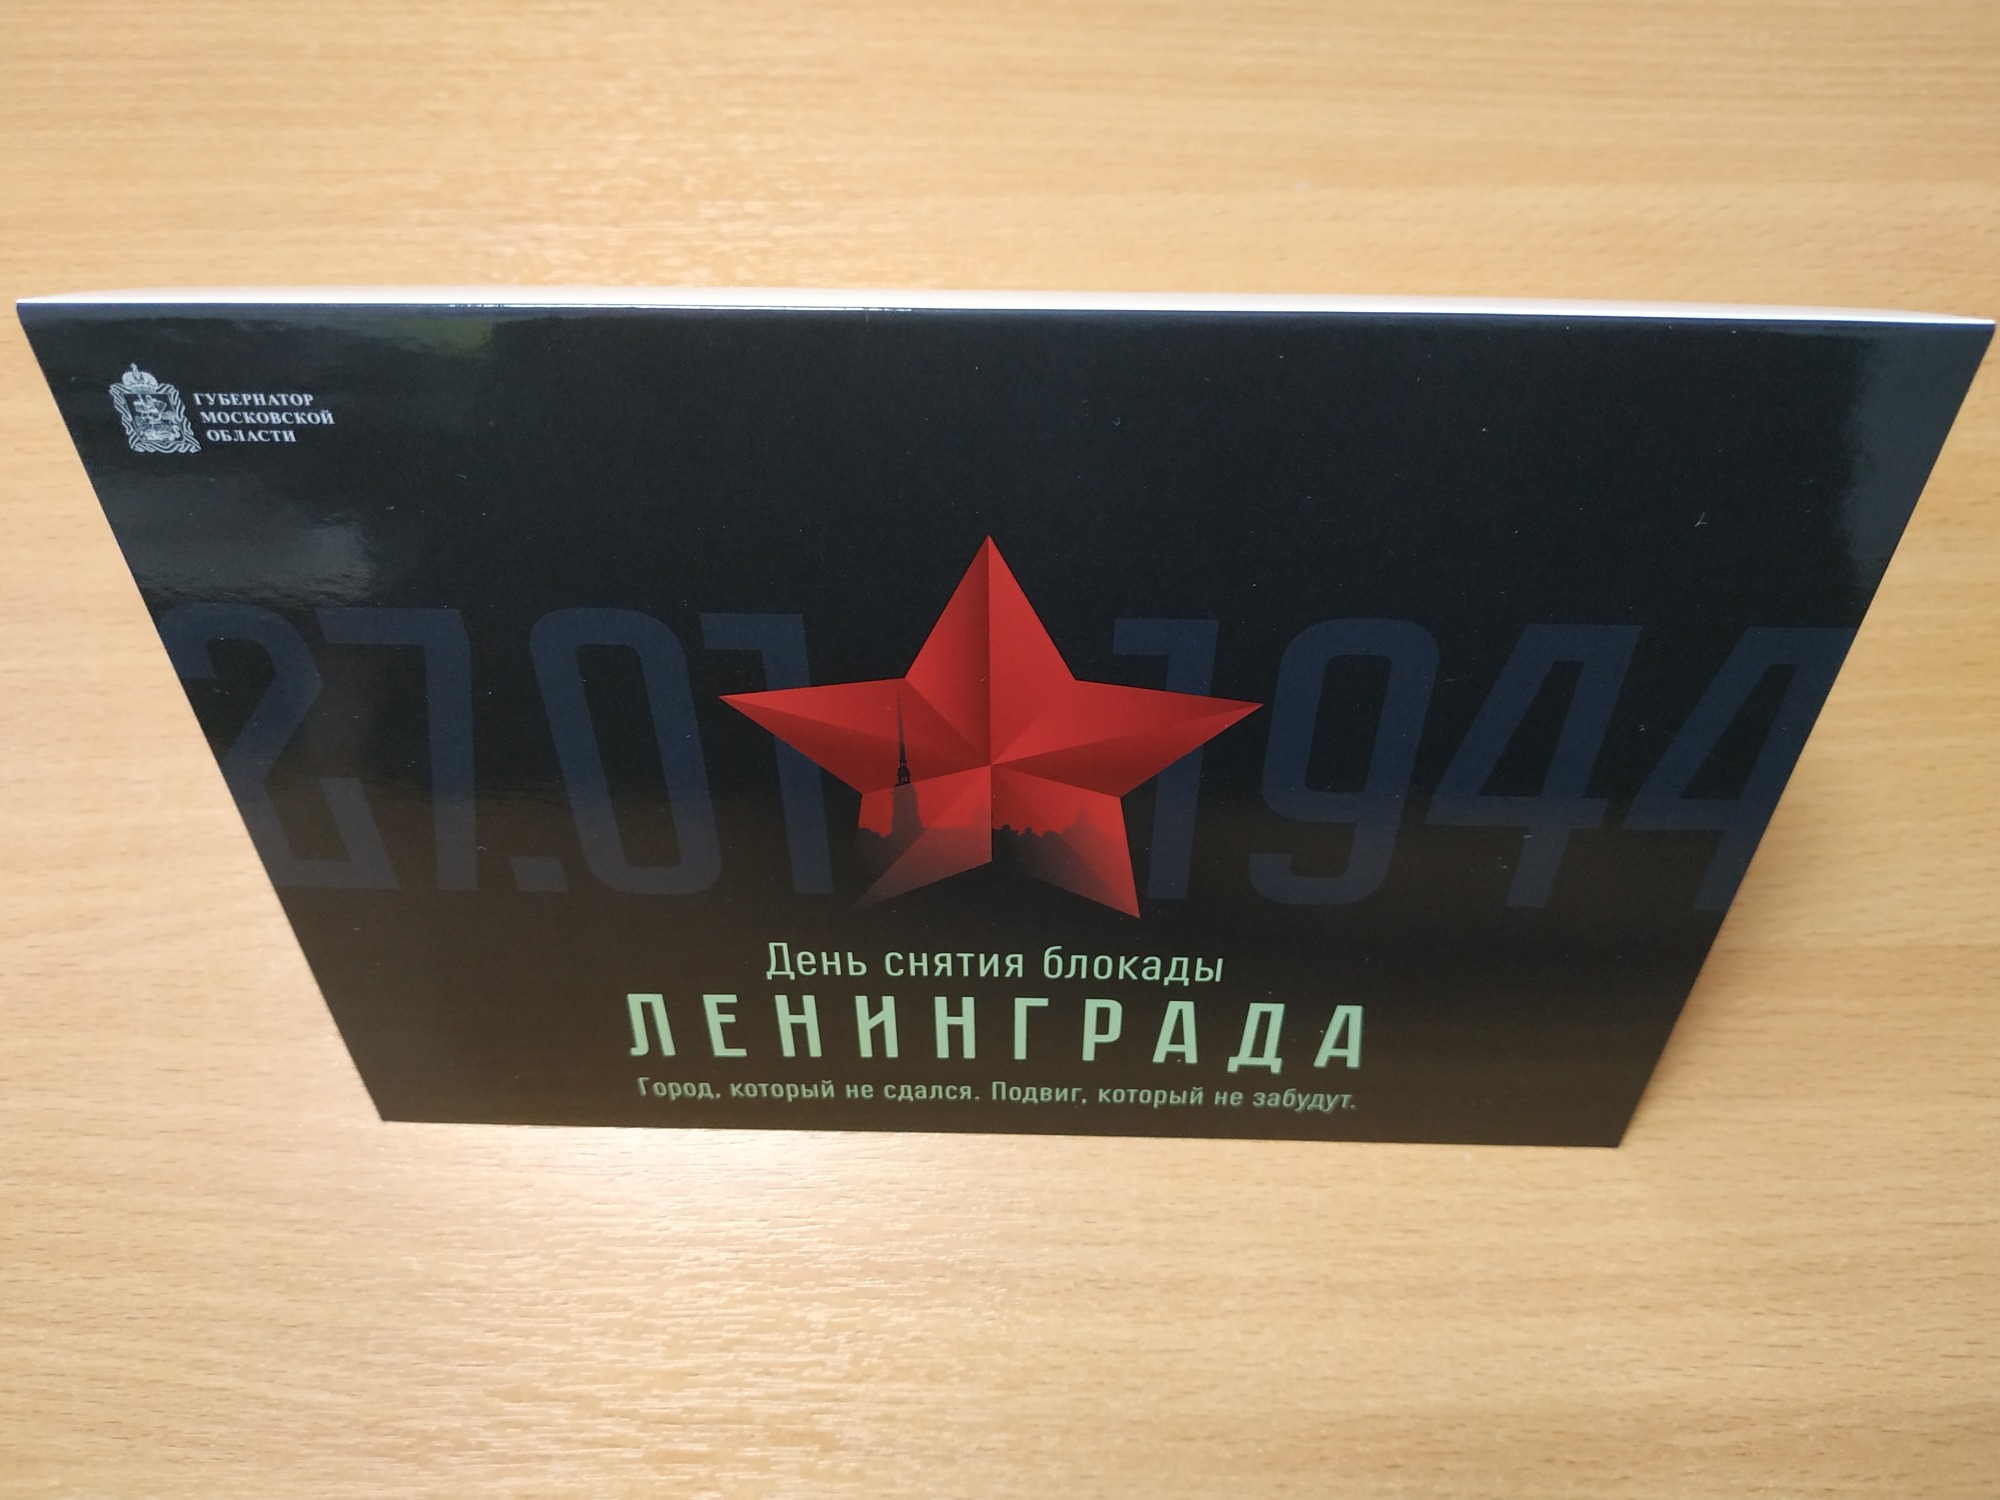 ГУБЕРНАТОР
МОСКОВСКОЙ
ОБЛАСТИ
27.01 1944
День снятия блокады
ЛЕНИНГРАДА
Город, который не сдался. Подвиг, который не забудут.